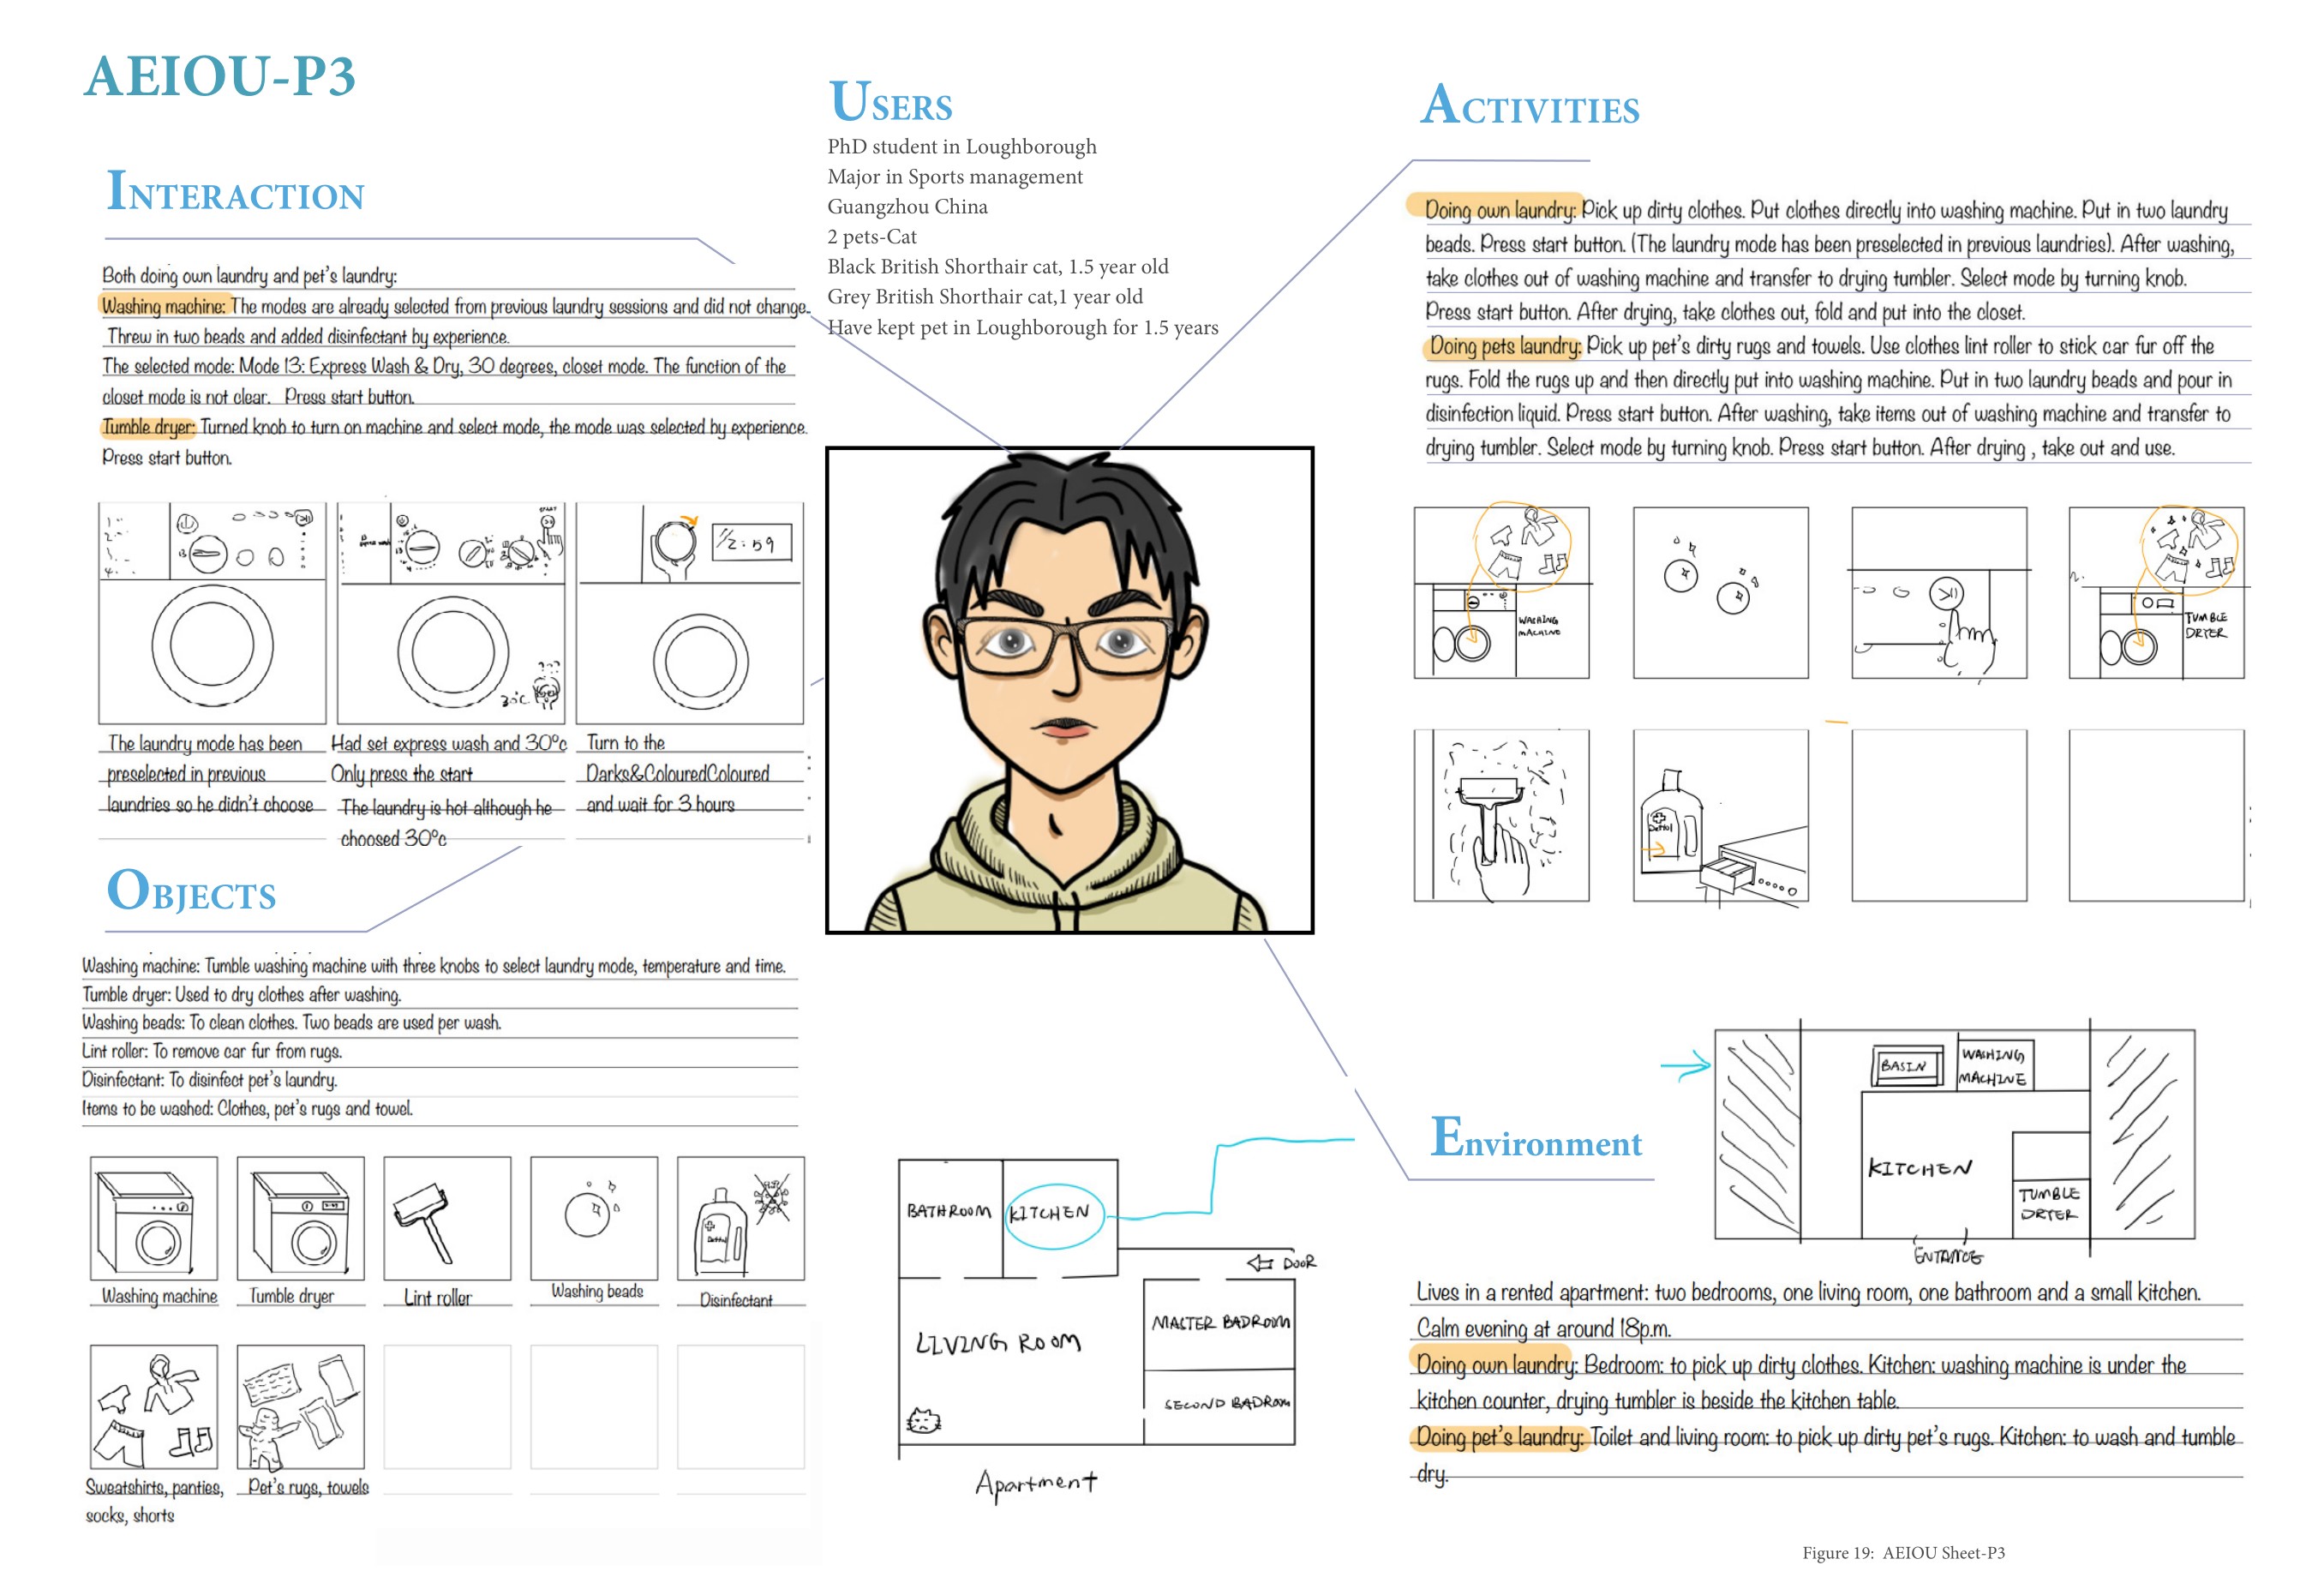 AEIOU-P3
INTERACTION
Both doing own laundry and pet's laundry:
Washing machine: The modes are already selected from previous laundry sessions and did not change.
Threw in two beads and added disinfectant by experience.
The selected mode: Mode 13: Express Wash & Dry, 30 degrees, closet mode. The function of the
closet mode is not clear. Press start button.
Tumble dryer: Turned knob to turn on machine and select mode, the mode was selected by experience.
Press start button.
13
START
30°C
1/2:59
The laundry mode has been
preselected in previous
laundries so he didn't choose
Had set express wash and 30°c
Only press the start
The laundry is hot although he
choosed 30°c
Turn to the
Darks&ColouredColoured
and wait for 3 hours
OBJECTS
Washing machine: Tumble washing machine with three knobs to select laundry mode, temperature and time.
Tumble dryer: Used to dry clothes after washing.
Washing beads: To clean clothes. Two beads are used per wash.
Lint roller: To remove car fur from rugs.
Disinfectant: To disinfect pet's laundry.
Items to be washed: Clothes, pet's rugs and towel.
Dettol
Washing machine
Tumble dryer
Lint roller
Washing beads
Disinfectant
Sweatshirts, panties,
socks, shorts
Pet's rugs, towels
USERS
PhD student in Loughborough
Major in Sports management
Guangzhou China
2 pets-Cat
Black British Shorthair cat, 1.5 year old
Grey British Shorthair cat,1 year old
Have kept pet in Loughborough for 1.5 years
BATHROOM
KITCHEN
DOOR
LIVING ROOM
MASTER BADROOM
SECOND BADROOM
Apartment
ACTIVITIES
Doing own laundry: Pick up dirty clothes. Put clothes directly into washing machine. Put in two laundry
beads. Press start button. (The laundry mode has been preselected in previous laundries). After washing,
take clothes out of washing machine and transfer to drying tumbler. Select mode by turning knob.
Press start button. After drying, take clothes out, fold and put into the closet.
Doing pets laundry: Pick up pet's dirty rugs and towels. Use clothes lint roller to stick car fur off the
rugs. Fold the rugs up and then directly put into washing machine. Put in two laundry beads and pour in
disinfection liquid. Press start button. After washing, take items out of washing machine and transfer to
drying tumbler. Select mode by turning knob. Press start button. After drying , take out and use.
WASHING
MACHINE
TUMBLE
DRYER
Dettol
BASIN
WASHING
MACHINE
KITCHEN
TUMBLE
DRYER
ENTANCE
Environment
Lives in a rented apartment: two bedrooms, one living room, one bathroom and a small kitchen.
Calm evening at around 18p.m.
Doing own laundry: Bedroom: to pick up dirty clothes. Kitchen: washing machine is under the
kitchen counter, drying tumbler is beside the kitchen table.
Doing pet's laundry: Toilet and living room: to pick up dirty pet's rugs. Kitchen: to wash and tumble
dry.
Figure 19: AEIOU Sheet-P3